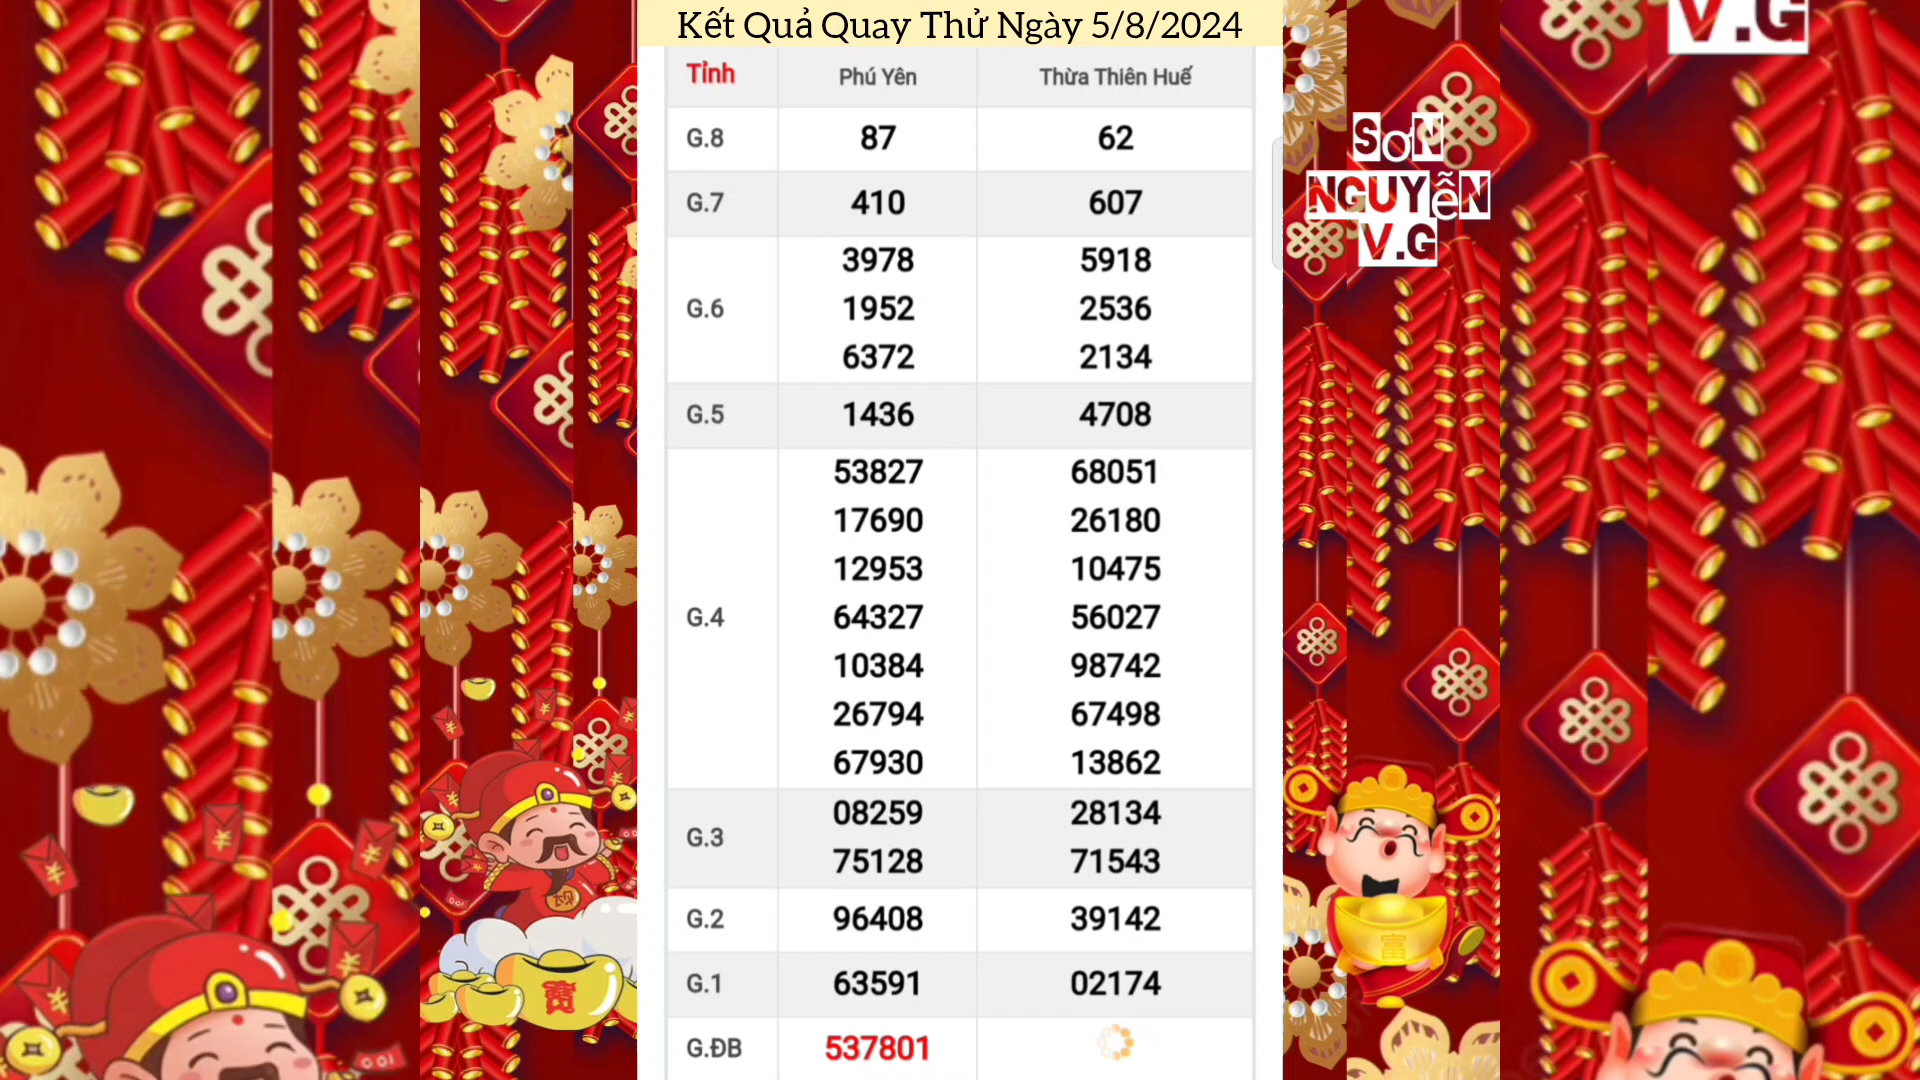 Kết Quả Quay Thử Ngày 5/8/2024
Tỉnh Phú Yên Thừa Thiên Huế
G.8 87 62
G.7 410 607
G.6
3978 5918
1952 2536
6372 2134
G.5 1436 4708
G.4
53827 68051
17690 26180
12953 10475
64327 56027
10384 98742
26794 67498
67930 13862
G.3
08259 28134
75128 71543
G.2 96408 39142
G.1 63591 02174
G.ĐB 537801
SơN
NGUYễN
V.G
V.G
富